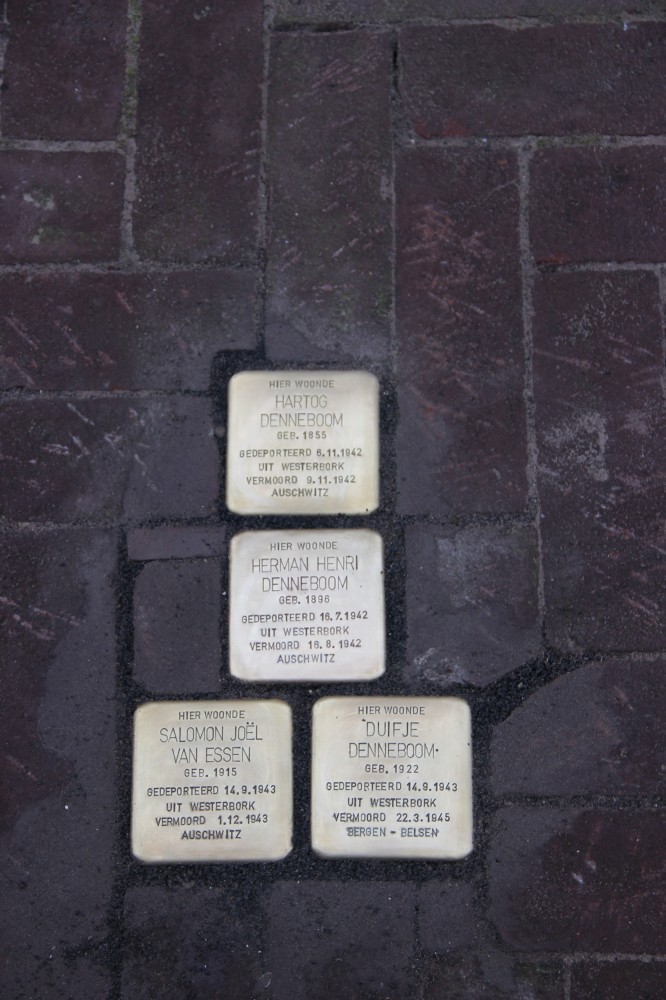 HIER WOONDE
HARTOG
DENNEBOOM
GEB. 1855
GEDEPORTEERD 6.11.1942
UIT WESTERBORK
VERMOORD 9.11.1942
AUSCHWITZ
HIER WOONDE
HERMAN HENRI
DENNEBOOM
GEB. 1896
GEDEPORTEERD 16.7.1942
UIT WESTERBORK
VERMOORD 16.8.1942
AUSCHWITZ
HIER WOONDE
SALOMON JOËL
VAN ESSEN
GEB. 1915
GEDEPORTEERD 14.9.1943
UIT WESTERBORK
VERMOORD 1.12.1943
AUSCHWITZ
HIER WOONDE
DUIFJE
DENNEBOOM
GEB. 1922
GEDEPORTEERD 14.9.1943
UIT WESTERBORK
VERMOORD 22.3.1945
BERGEN - BELSEN